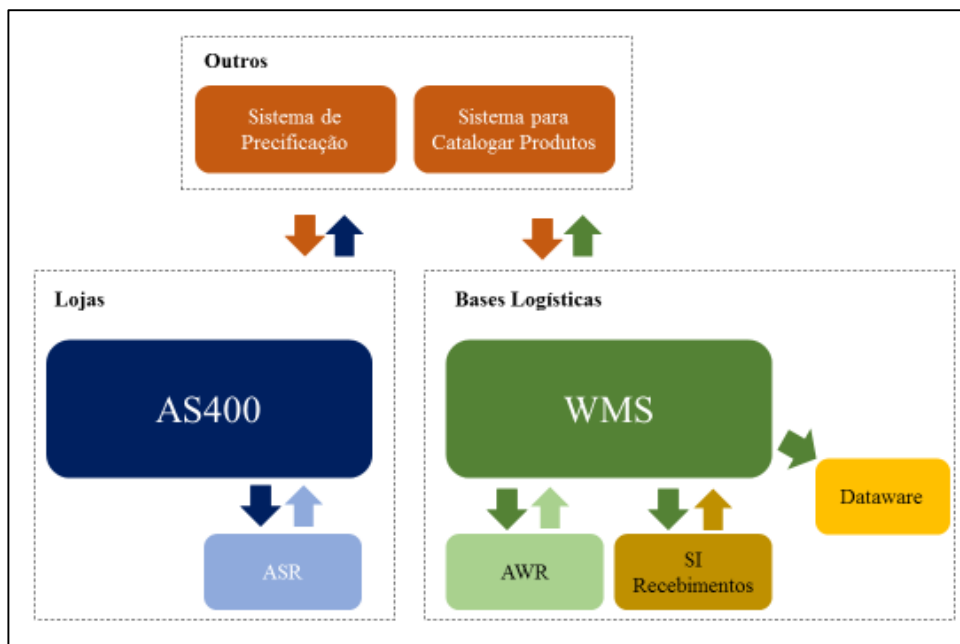 Outros
Sistema de
Precificação
Sistema para
Catalogar Produtos
Lojas
AS400
ASR
Bases Logísticas
WMS
Dataware
AWR
SI
Recebimentos